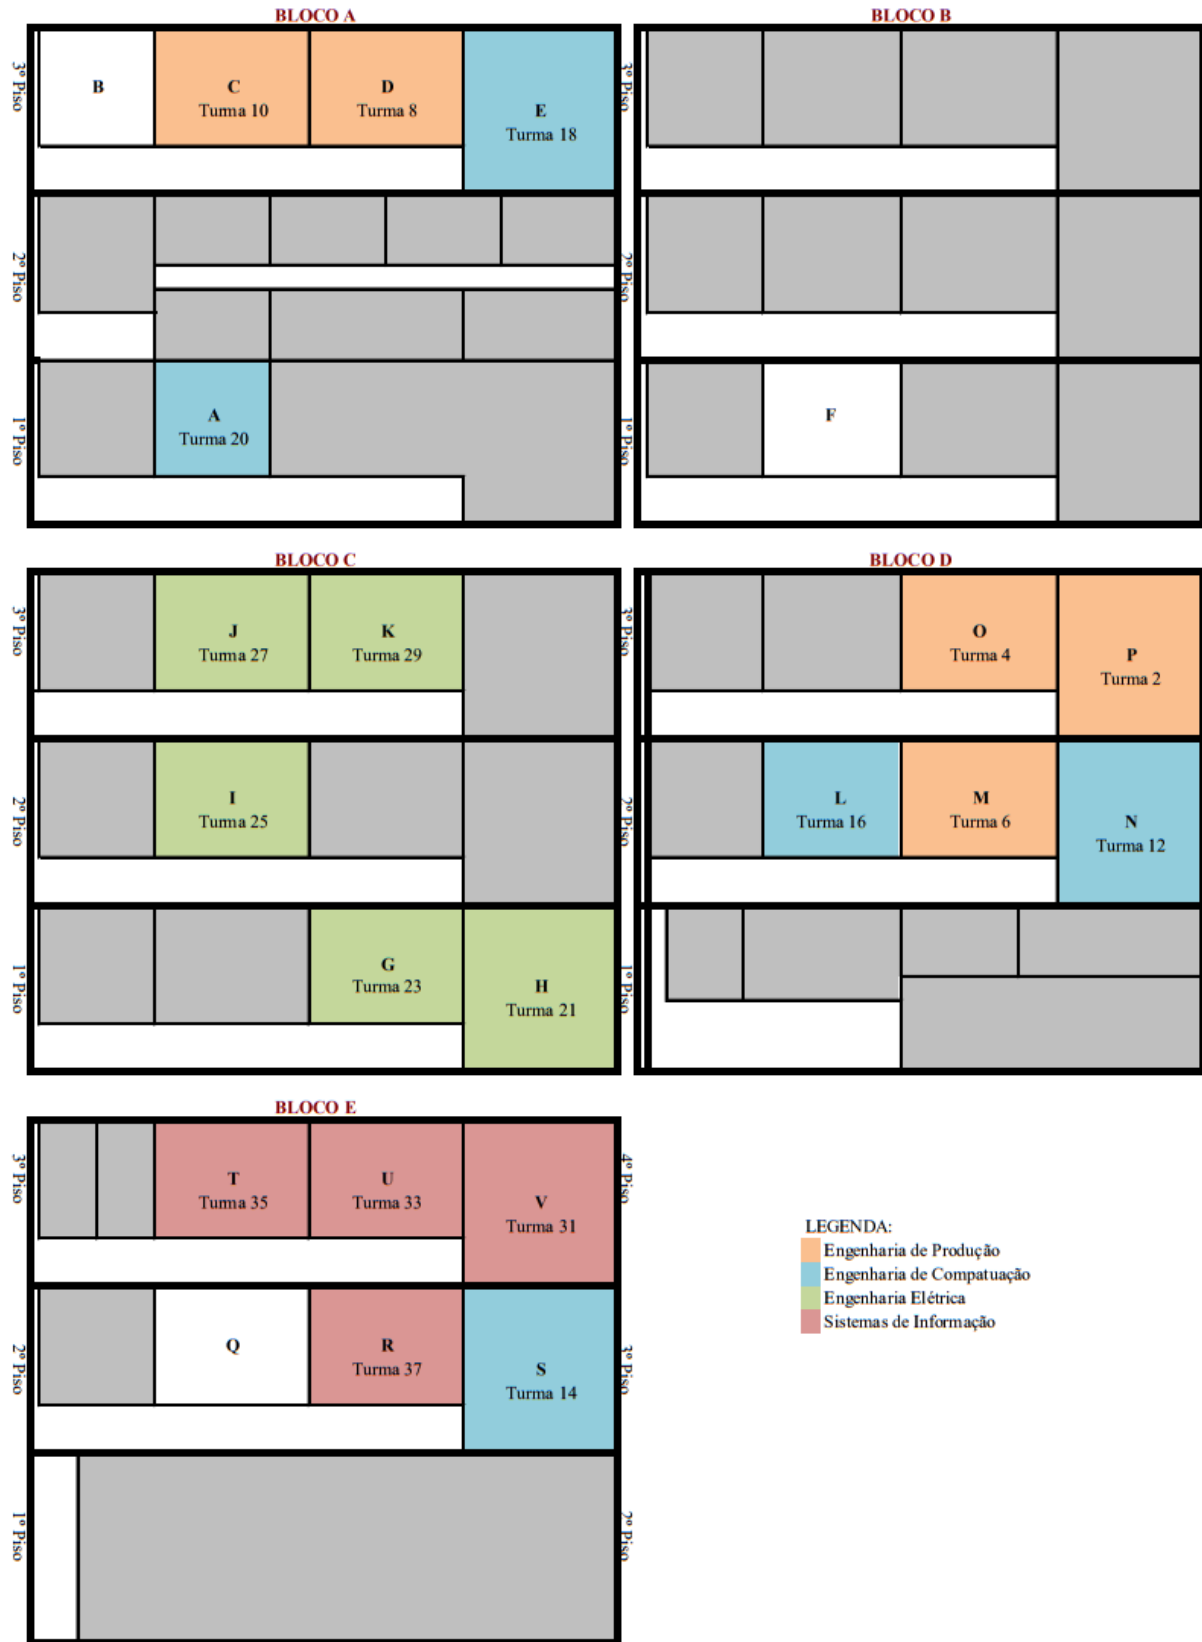 BLOCO A
BLOCO B
3º Piso
B
C
Turma 10
D
Turma 8
E
Turma 18
3º Piso
2º Piso
2º Piso
1º Piso
A
Turma 20
1º Piso
F
BLOCO C
BLOCO D
3º Piso
J
Turma 27
K
Turma 29
3º Piso
O
Turma 4
P
Turma 2
2º Piso
I
Turma 25
2º Piso
L
Turma 16
M
Turma 6
N
Turma 12
1º Piso
G
Turma 23
H
Turma 21
1º Piso
BLOCO E
3º Piso
T
Turma 35
U
Turma 33
V
Turma 31
4º Piso
2º Piso
Q
R
Turma 37
S
Turma 14
3º Piso
1º Piso
2º Piso
LEGENDA:
Engenharia de Produção
Engenharia de Compatuação
Engenharia Elétrica
Sistemas de Informação